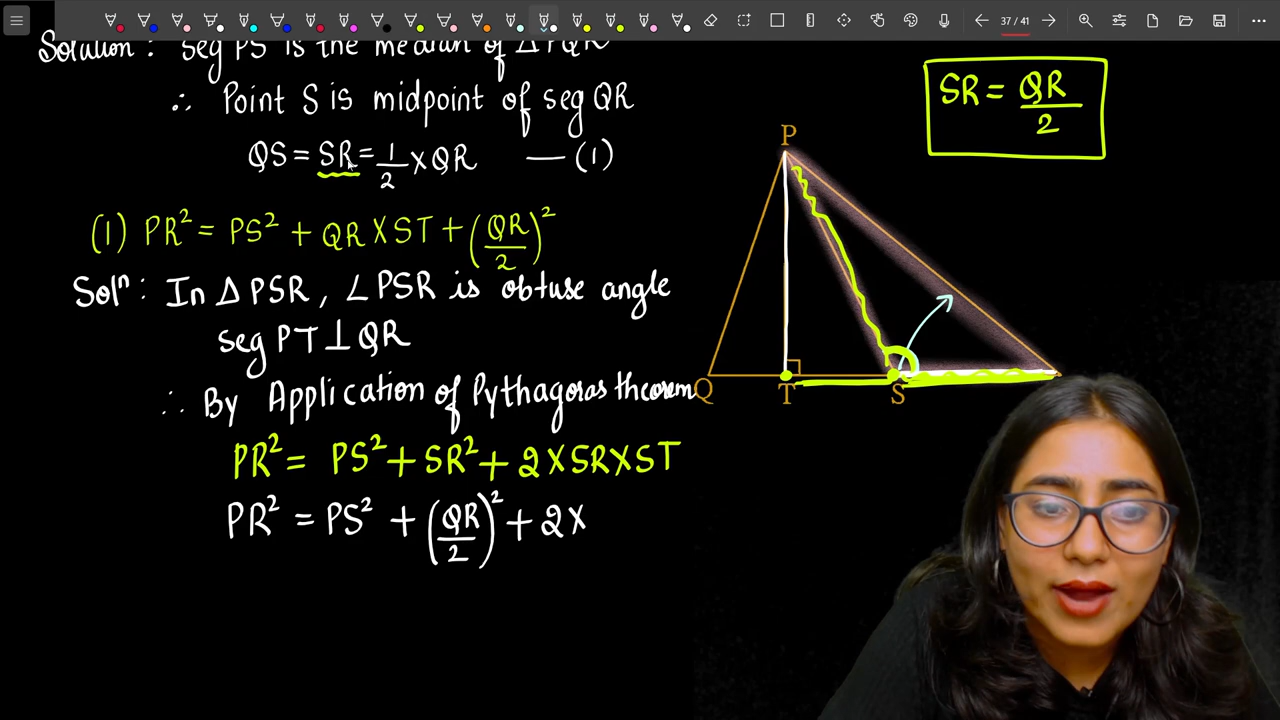 37 / 41
Solution : Seg PS is the median of Δ PQR
∴ Point S is midpoint of seg QR
QS = SR = 1/2 × QR — (1)
(1) PR² = PS² + QR × ST + (QR/2)²
Solⁿ : In Δ PSR, ∠PSR is obtuse angle
seg PT ⊥ QR
∴ By Application of Pythagoras theorem
PR² = PS² + SR² + 2 × SR × ST
PR² = PS² + (QR/2)² + 2 ×
SR = QR/2
P
Q T S